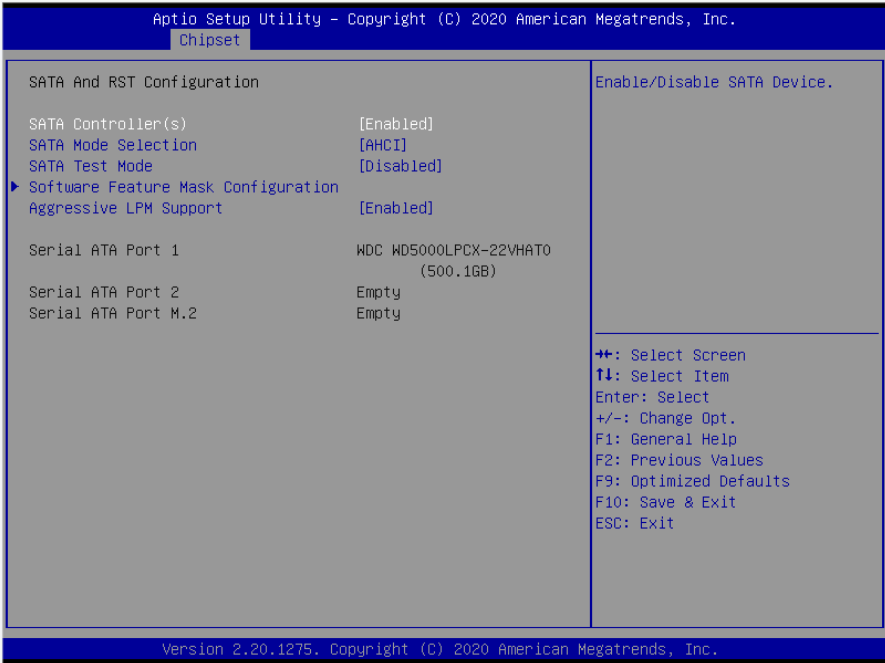 Aptio Setup Utility – Copyright (C) 2020 American Megatrends, Inc.
Chipset
SATA And RST Configuration
SATA Controller(s) [Enabled]
SATA Mode Selection [AHCI]
SATA Test Mode [Disabled]
Software Feature Mask Configuration
Aggressive LPM Support [Enabled]
Serial ATA Port 1 WDC WD5000LPCX-22VHAT0
(500.1GB)
Serial ATA Port 2 Empty
Serial ATA Port M.2 Empty
Enable/Disable SATA Device.
→←: Select Screen
↑↓: Select Item
Enter: Select
+/-: Change Opt.
F1: General Help
F2: Previous Values
F9: Optimized Defaults
F10: Save & Exit
ESC: Exit
Version 2.20.1275. Copyright (C) 2020 American Megatrends, Inc.